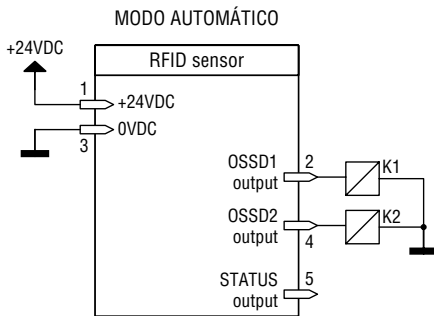 MODO AUTOMÁTICO
+24VDC
RFID sensor
1
+24VDC
0VDC
3
OSSD1 2
output
K1
OSSD2
output 4
K2
STATUS 5
output